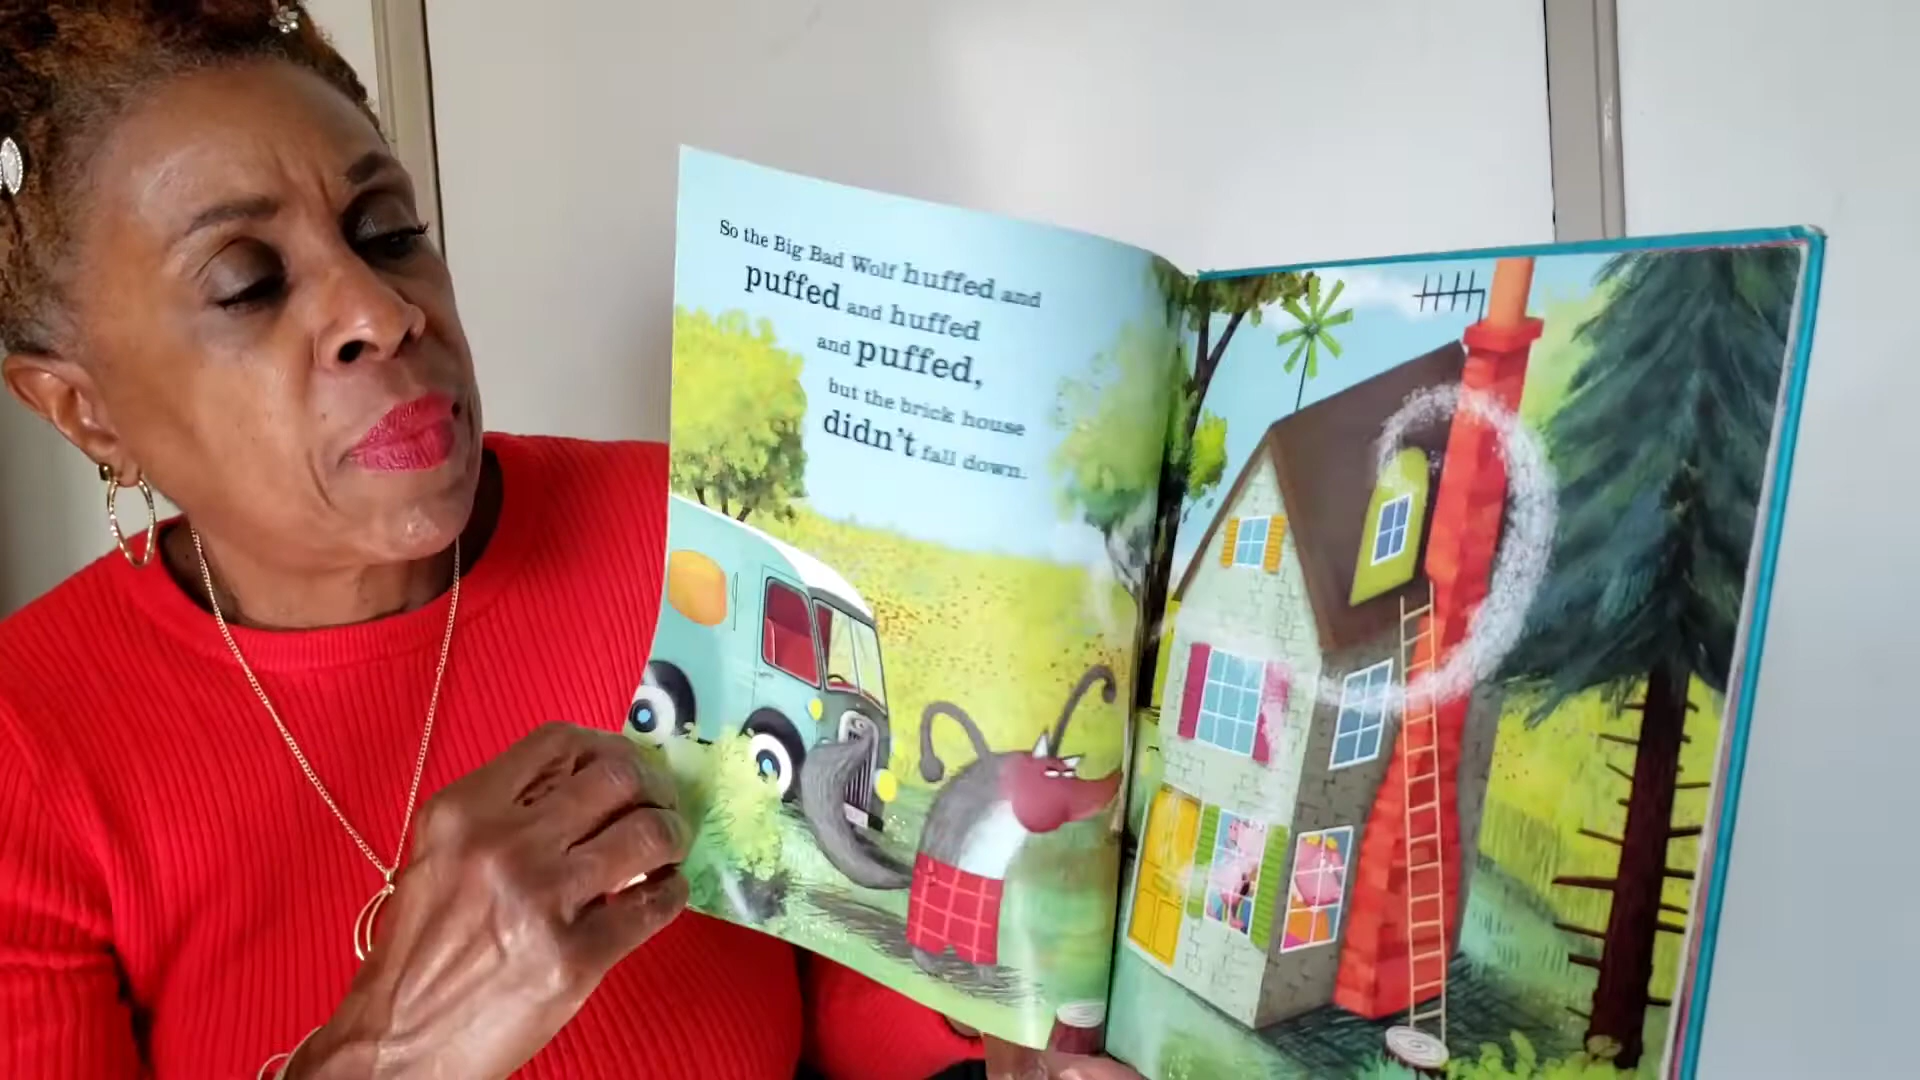 So the Big Bad Wolf huffed and
puffed and huffed
and puffed,
but the brick house
didn't fall down.